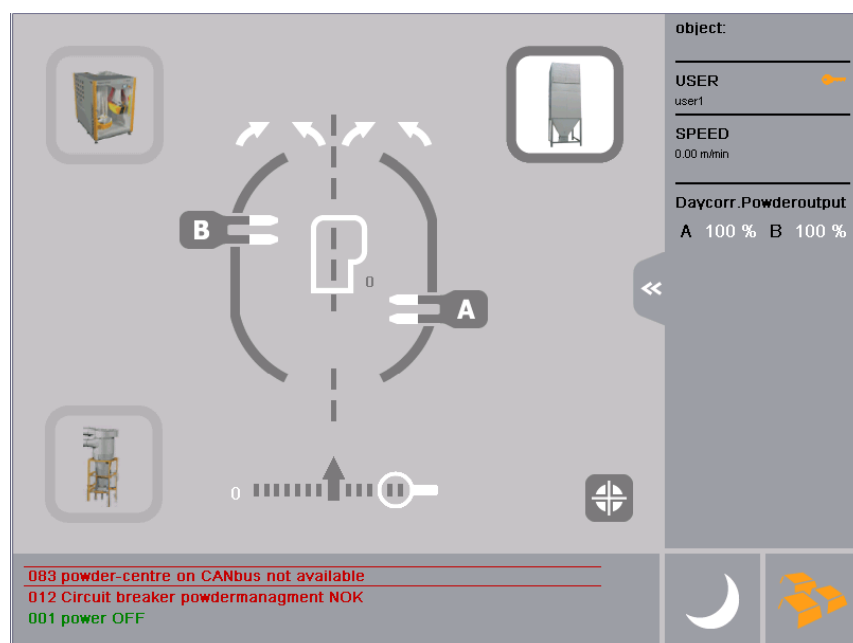 object:
USER
user1
SPEED
0.00 m/min
Daycorr.Powderoutput
A 100 % B 100 %
B
0
A
0
083 powder-centre on CANbus not available
012 Circuit breaker powdermanagment NOK
001 power OFF